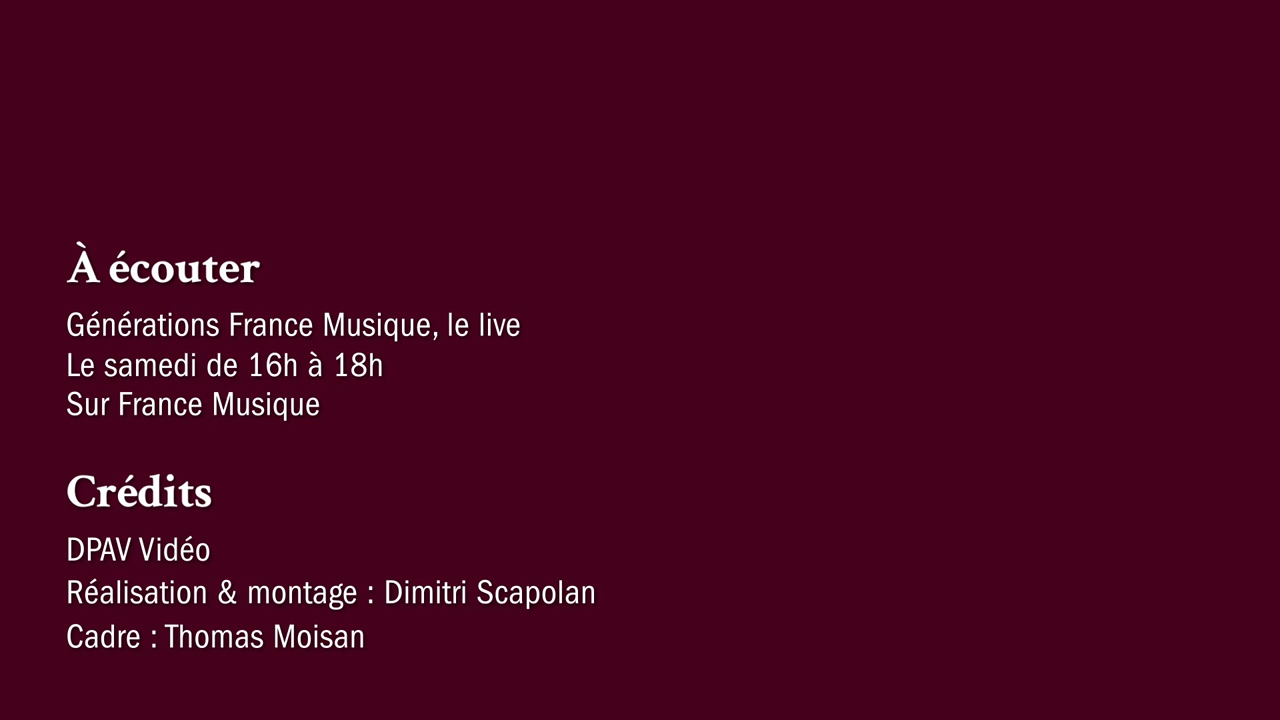 À écouter
Générations France Musique, le live
Le samedi de 16h à 18h
Sur France Musique
Crédits
DPAV Vidéo
Réalisation & montage : Dimitri Scapolan
Cadre : Thomas Moisan